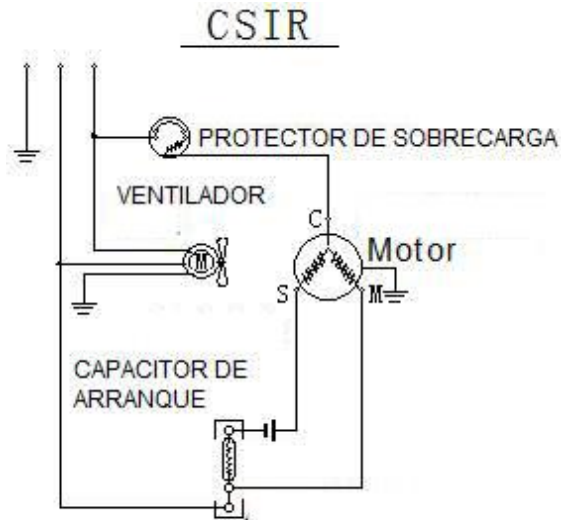 CSIR
PROTECTOR DE SOBRECARGA
VENTILADOR
C
Motor
M
S
M
CAPACITOR DE
ARRANQUE